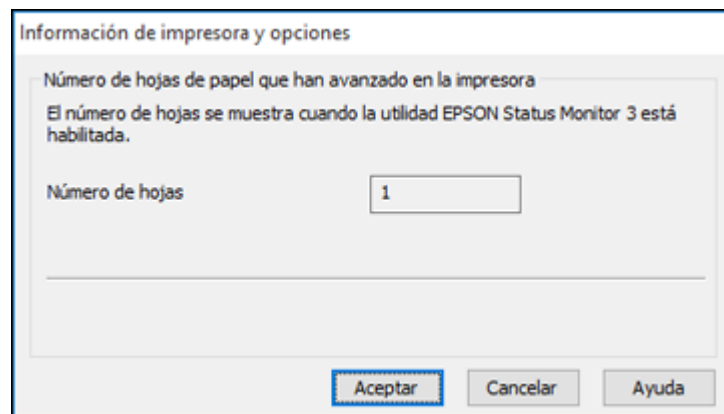 Información de impresora y opciones
Número de hojas de papel que han avanzado en la impresora
El número de hojas se muestra cuando la utilidad EPSON Status Monitor 3 está
habilitada.
Número de hojas 1
Aceptar Cancelar Ayuda